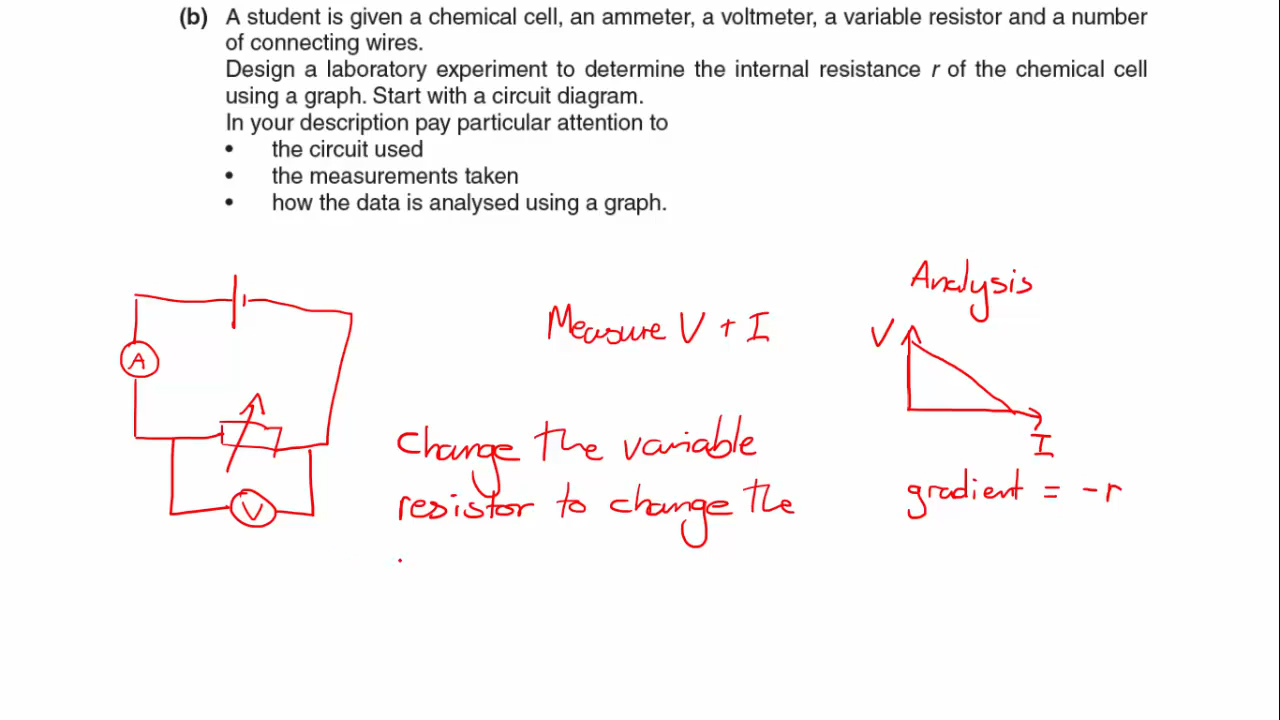 (b) A student is given a chemical cell, an ammeter, a voltmeter, a variable resistor and a number
of connecting wires.
Design a laboratory experiment to determine the internal resistance r of the chemical cell
using a graph. Start with a circuit diagram.
In your description pay particular attention to
• the circuit used
• the measurements taken
• how the data is analysed using a graph.
A
V
Measure V + I
change the variable
resistor to change the
Analysis
V
I
gradient = -r